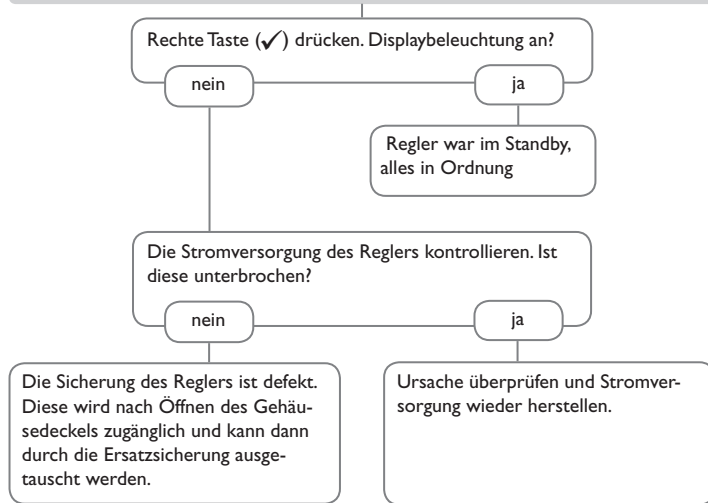 Rechte Taste (✓) drücken. Displaybeleuchtung an?
nein
ja
Regler war im Standby,
alles in Ordnung
Die Stromversorgung des Reglers kontrollieren. Ist
diese unterbrochen?
nein
ja
Die Sicherung des Reglers ist defekt.
Diese wird nach Öffnen des Gehäu-
sedeckels zugänglich und kann dann
durch die Ersatzsicherung ausge-
tauscht werden.
Ursache überprüfen und Stromver-
sorgung wieder herstellen.